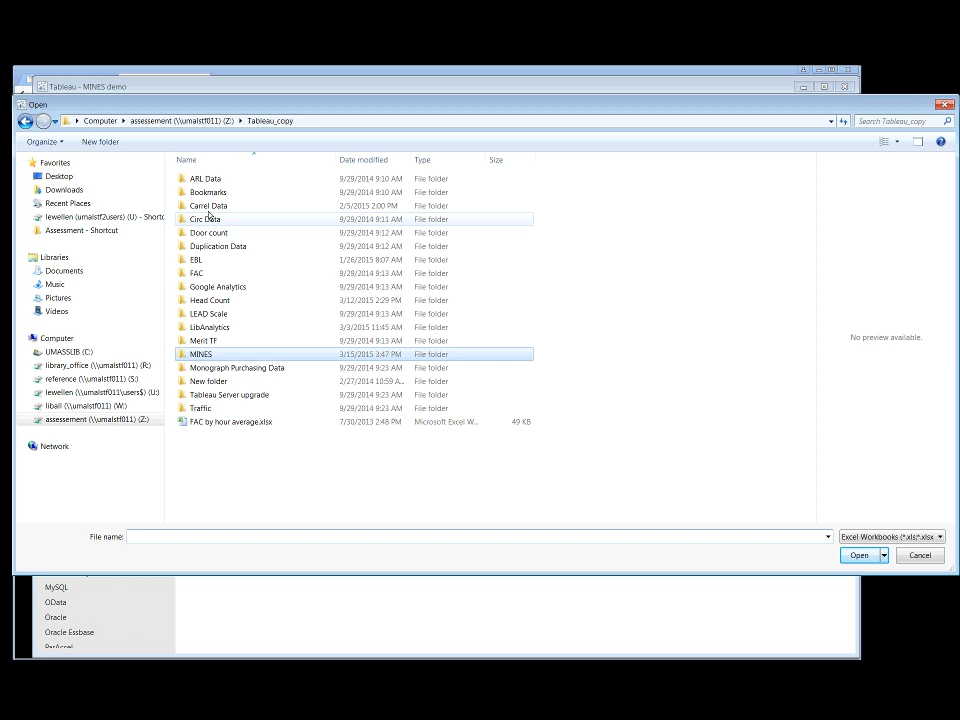 Tableau - MINES demo
Open
Computer assessement (\\umalstf011) (Z:) Tableau_copy
Search Tableau_copy
Organize New folder
Name Date modified Type Size
Favorites
Desktop
Downloads
Recent Places
lewellen (umalstf2users) (U) - Shortc
Assessment - Shortcut
Libraries
Documents
Music
Pictures
Videos
Computer
UMASSLIB (C:)
library_office (\\umalstf011) (R:)
reference (\\umalstf011) (S:)
lewellen (\\umalstf011\users$) (U:)
liball (\\umalstf011) (W:)
assessement (\\umalstf011) (Z:)
Network
ARL Data 9/29/2014 9:10 AM File folder
Bookmarks 9/29/2014 9:10 AM File folder
Carrel Data 2/5/2015 2:00 PM File folder
Circ Data 9/29/2014 9:11 AM File folder
Door count 9/29/2014 9:12 AM File folder
Duplication Data 9/29/2014 9:12 AM File folder
EBL 1/26/2015 8:07 AM File folder
FAC 9/29/2014 9:13 AM File folder
Google Analytics 9/29/2014 9:13 AM File folder
Head Count 3/12/2015 2:29 PM File folder
LEAD Scale 9/29/2014 9:13 AM File folder
LibAnalytics 3/3/2015 11:45 AM File folder
Merit TF 9/29/2014 9:13 AM File folder
MINES 3/15/2015 3:47 PM File folder
Monograph Purchasing Data 9/29/2014 9:23 AM File folder
New folder 2/27/2014 10:59 A... File folder
Tableau Server upgrade 9/29/2014 9:23 AM File folder
Traffic 9/29/2014 9:23 AM File folder
FAC by hour average.xlsx 7/30/2013 2:48 PM Microsoft Excel W... 49 KB
No preview available.
File name:
Excel Workbooks (*.xls;*.xlsx
Open Cancel
MySQL
OData
Oracle
Oracle Essbase
ParAccel